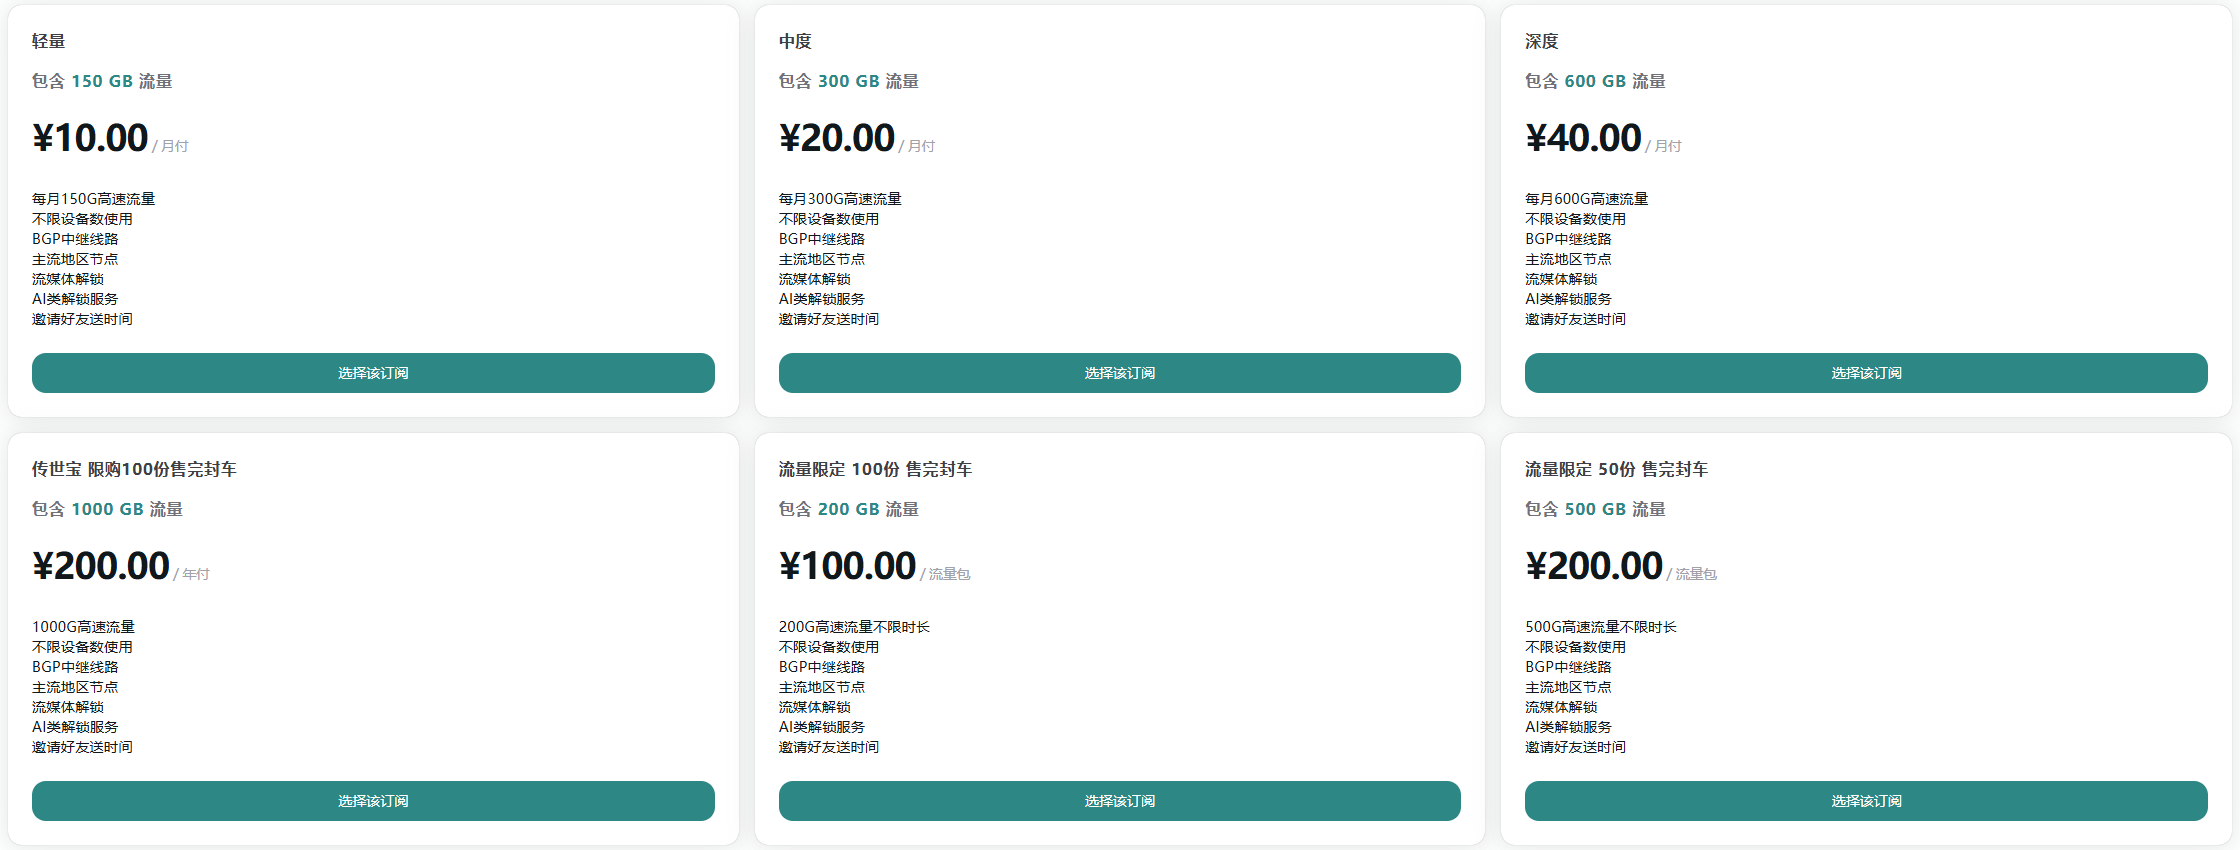 轻量
包含 150 GB 流量
¥10.00 / 月付
每月150G高速流量
不限设备数使用
BGP中继线路
主流地区节点
流媒体解锁
AI类解锁服务
邀请好友送时间
选择该订阅
中度
包含 300 GB 流量
¥20.00 / 月付
每月300G高速流量
不限设备数使用
BGP中继线路
主流地区节点
流媒体解锁
AI类解锁服务
邀请好友送时间
选择该订阅
深度
包含 600 GB 流量
¥40.00 / 月付
每月600G高速流量
不限设备数使用
BGP中继线路
主流地区节点
流媒体解锁
AI类解锁服务
邀请好友送时间
选择该订阅
传世宝 限购100份售完封车
包含 1000 GB 流量
¥200.00 / 年付
1000G高速流量
不限设备数使用
BGP中继线路
主流地区节点
流媒体解锁
AI类解锁服务
邀请好友送时间
选择该订阅
流量限定 100份 售完封车
包含 200 GB 流量
¥100.00 / 流量包
200G高速流量不限时长
不限设备数使用
BGP中继线路
主流地区节点
流媒体解锁
AI类解锁服务
邀请好友送时间
选择该订阅
流量限定 50份 售完封车
包含 500 GB 流量
¥200.00 / 流量包
500G高速流量不限时长
不限设备数使用
BGP中继线路
主流地区节点
流媒体解锁
AI类解锁服务
邀请好友送时间
选择该订阅